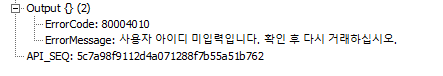 Output {} (2)
ErrorCode: 80004010
ErrorMessage: 사용자 아이디 미입력입니다. 확인 후 다시 거래하십시오.
API_SEQ: 5c7a98f9112d4a071288f7b55a51b762